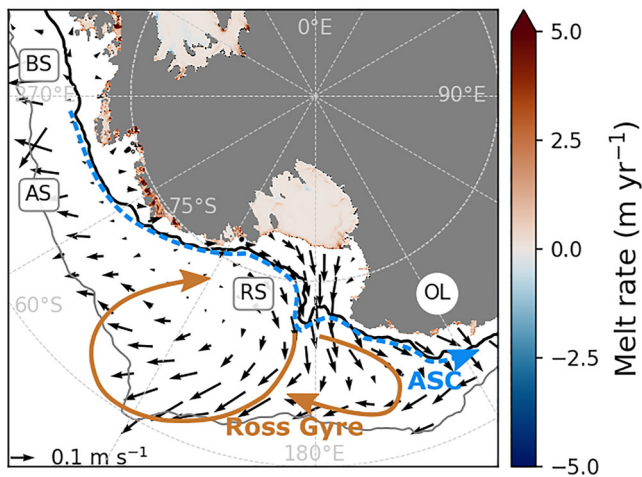 0°E
BS
270°E
90°E
AS
75°S
RS
OL
60°S
ASC
Ross Gyre
180°E
0.1 m s⁻¹
5.0
2.5
0.0
−2.5
−5.0
Melt rate (m yr⁻¹)